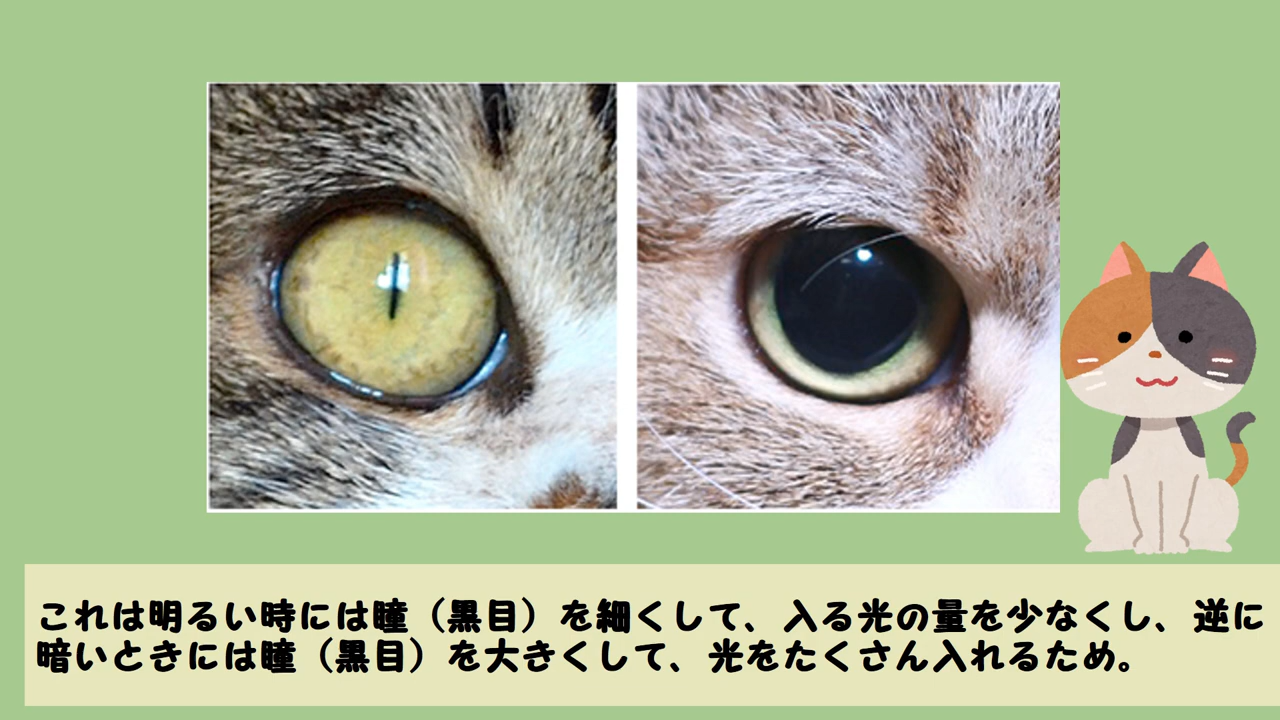 これは明るい時には瞳（黒目）を細くして、入る光の量を少なくし、逆に
暗いときには瞳（黒目）を大きくして、光をたくさん入れるため。